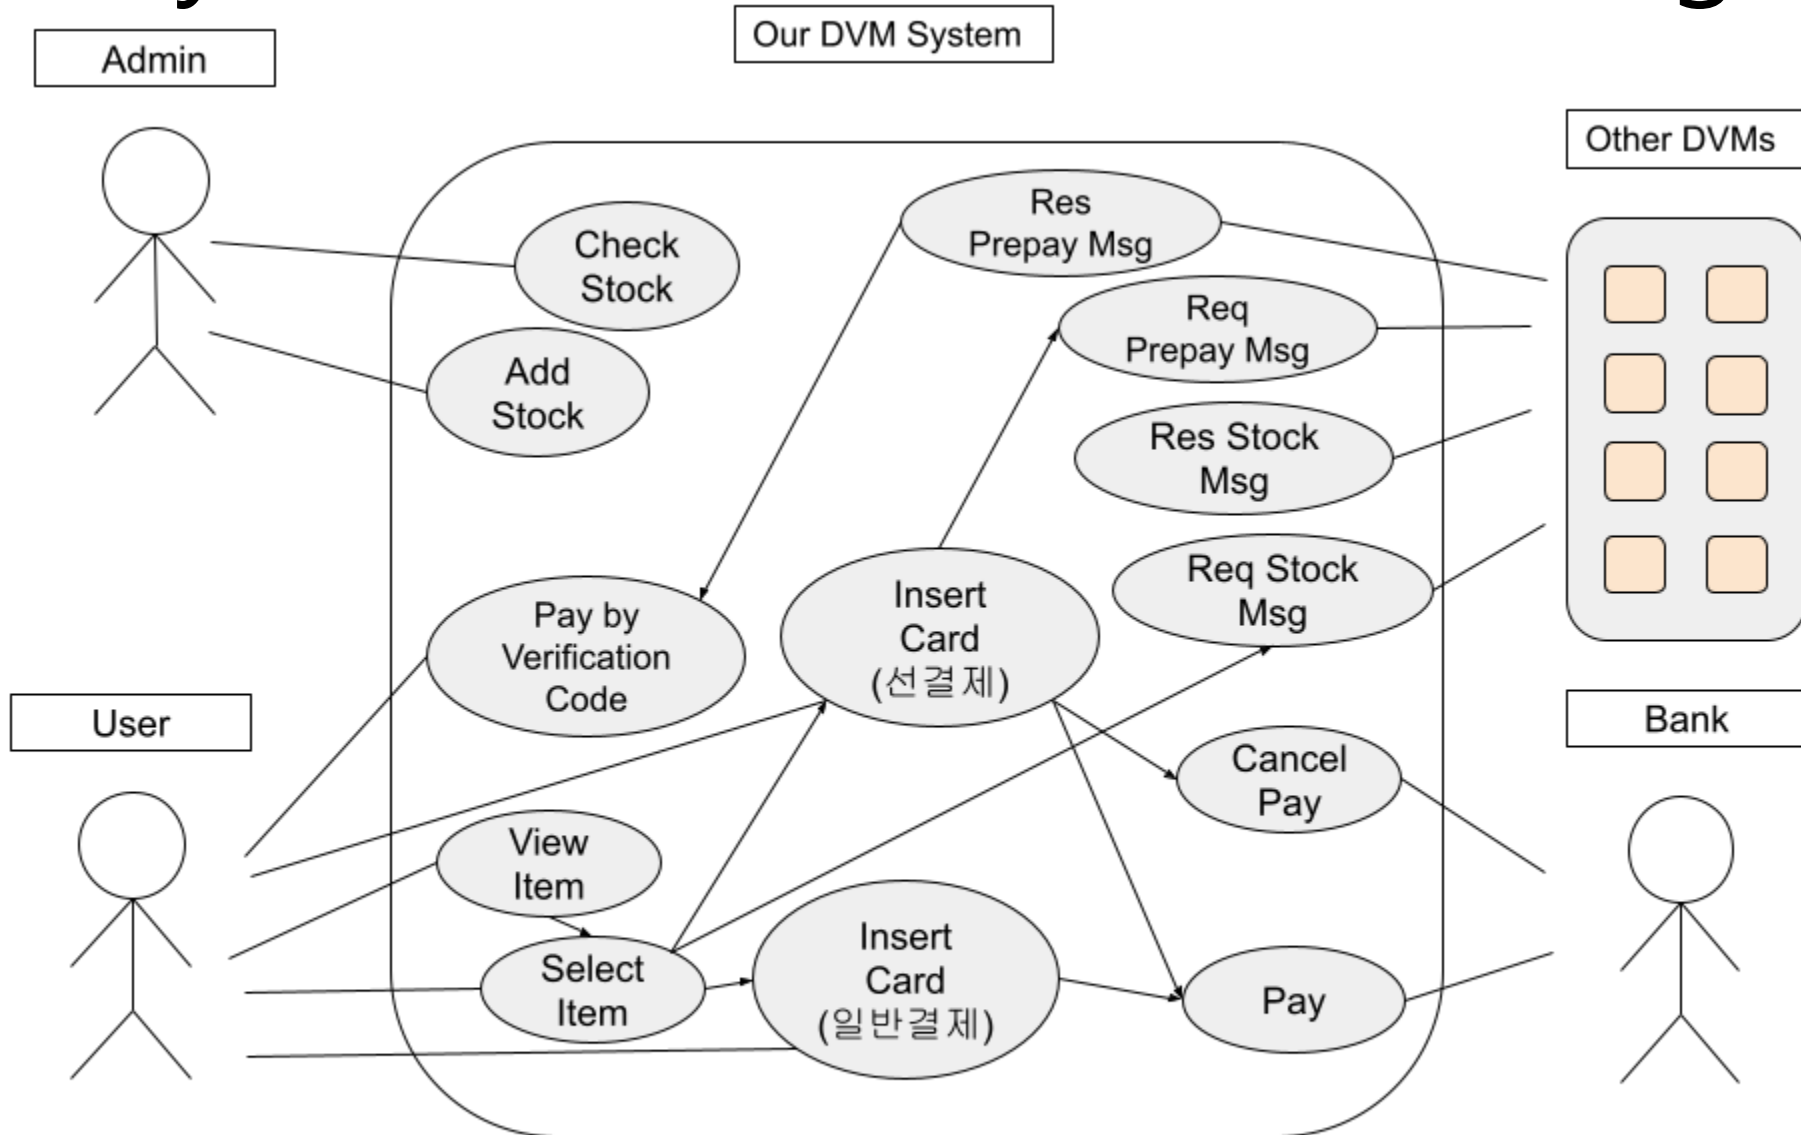 Our DVM System
Admin
Other DVMs
Res
Prepay Msg
Check
Stock
Req
Prepay Msg
Add
Stock
Res Stock
Msg
Req Stock
Msg
Insert
Card
(선결제)
Pay by
Verification
Code
User
Bank
Cancel
Pay
View
Item
Insert
Card
(일반결제)
Select
Item
Pay